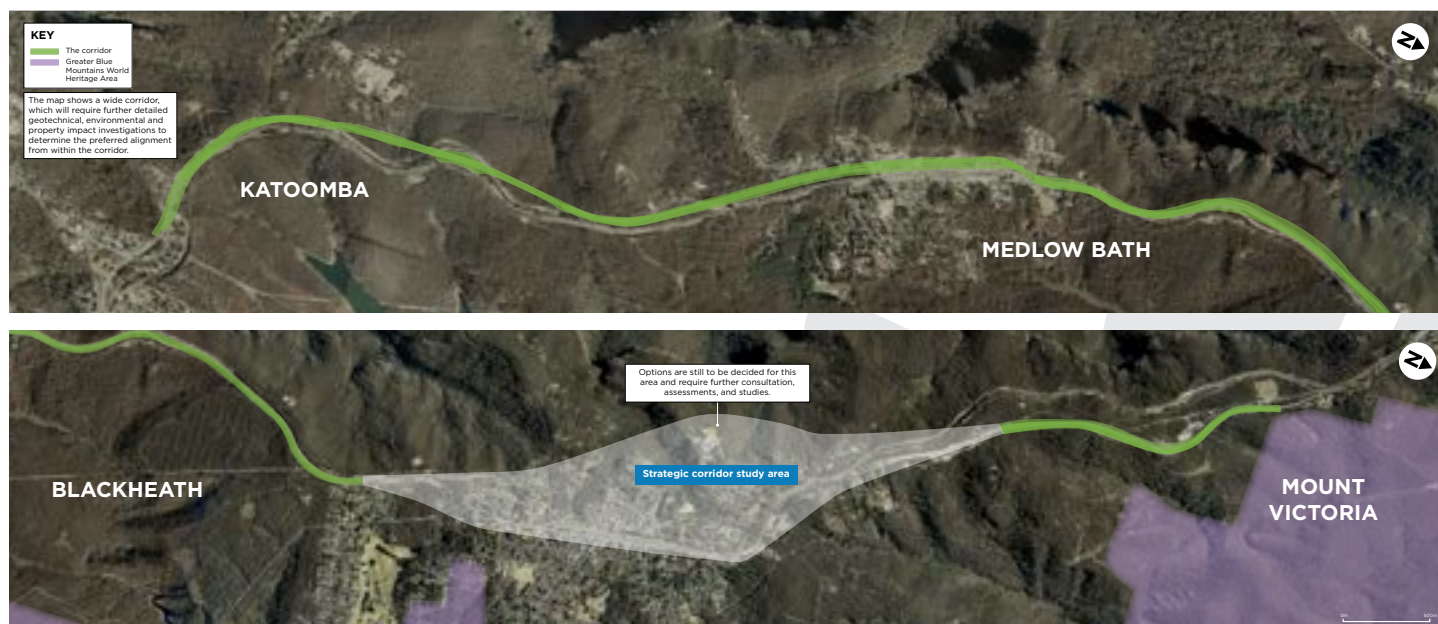 KEY
The corridor
Greater Blue
Mountains World
Heritage Area
The map shows a wide corridor,
which will require further detailed
geotechnical, environmental and
property impact investigations to
determine the preferred alignment
from within the corridor.
N
KATOOMBA
MEDLOW BATH
N
Options are still to be decided for this
area and require further consultation,
assessments, and studies.
Strategic corridor study area
BLACKHEATH
MOUNT
VICTORIA